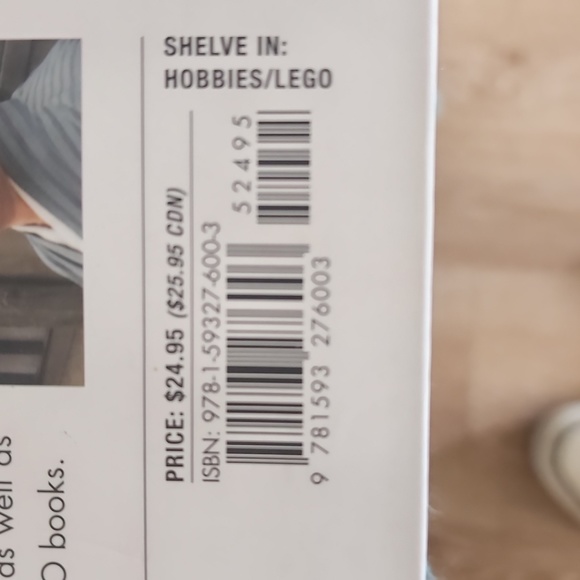 SHELVE IN:
HOBBIES/LEGO
PRICE: $24.95 ($25.95 CDN)
ISBN: 978-1-59327-600-3
52495
9 781593 276003
as well as
O books.